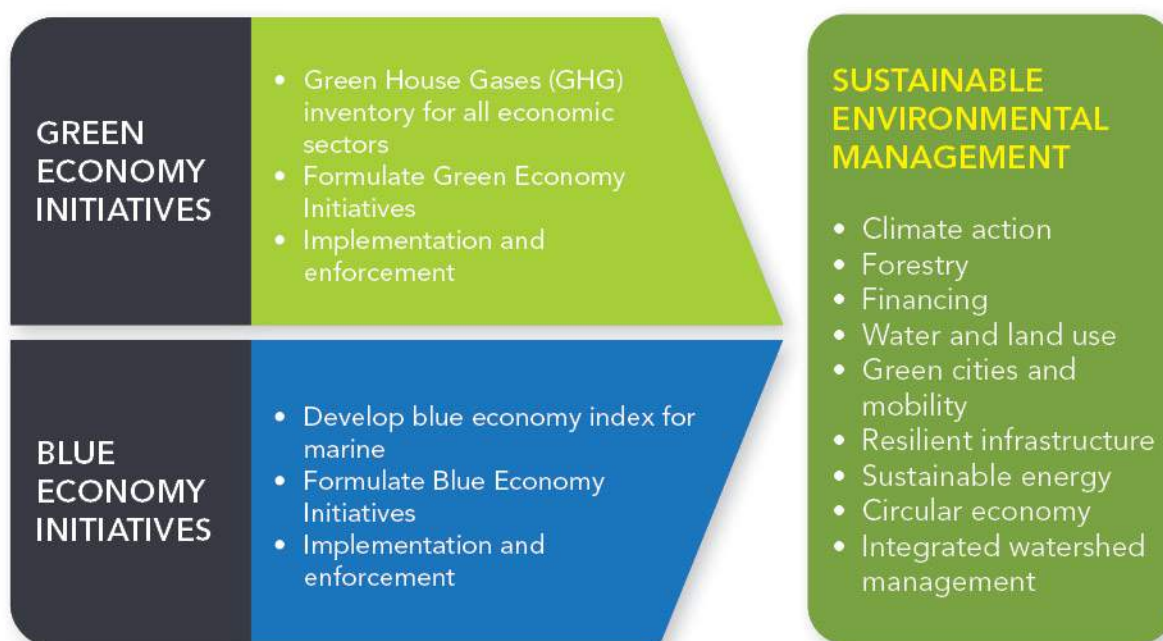 GREEN
ECONOMY
INITIATIVES
• Green House Gases (GHG)
inventory for all economic
sectors
• Formulate Green Economy
Initiatives
• Implementation and
enforcement
BLUE
ECONOMY
INITIATIVES
• Develop blue economy index for
marine
• Formulate Blue Economy
Initiatives
• Implementation and
enforcement
SUSTAINABLE
ENVIRONMENTAL
MANAGEMENT
• Climate action
• Forestry
• Financing
• Water and land use
• Green cities and
mobility
• Resilient infrastructure
• Sustainable energy
• Circular economy
• Integrated watershed
management